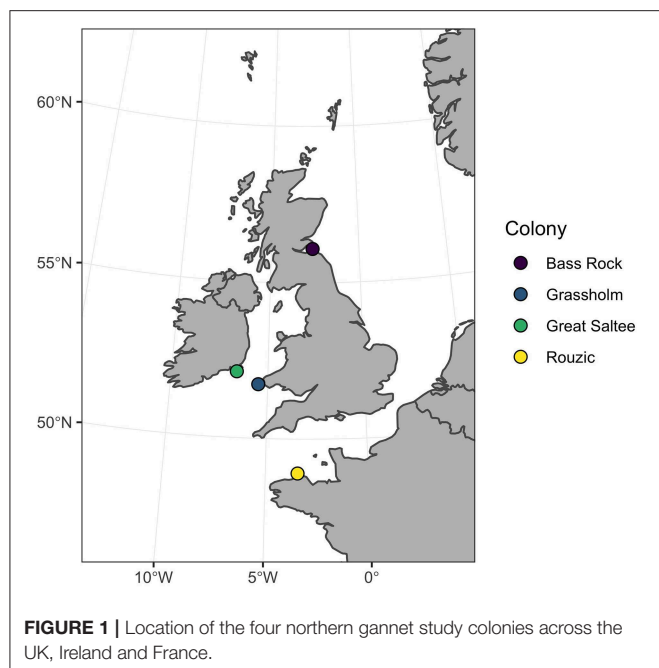 60°N
55°N
50°N
10°W
5°W
0°
Colony
Bass Rock
Grassholm
Great Saltee
Rouzic
FIGURE 1 | Location of the four northern gannet study colonies across the
UK, Ireland and France.